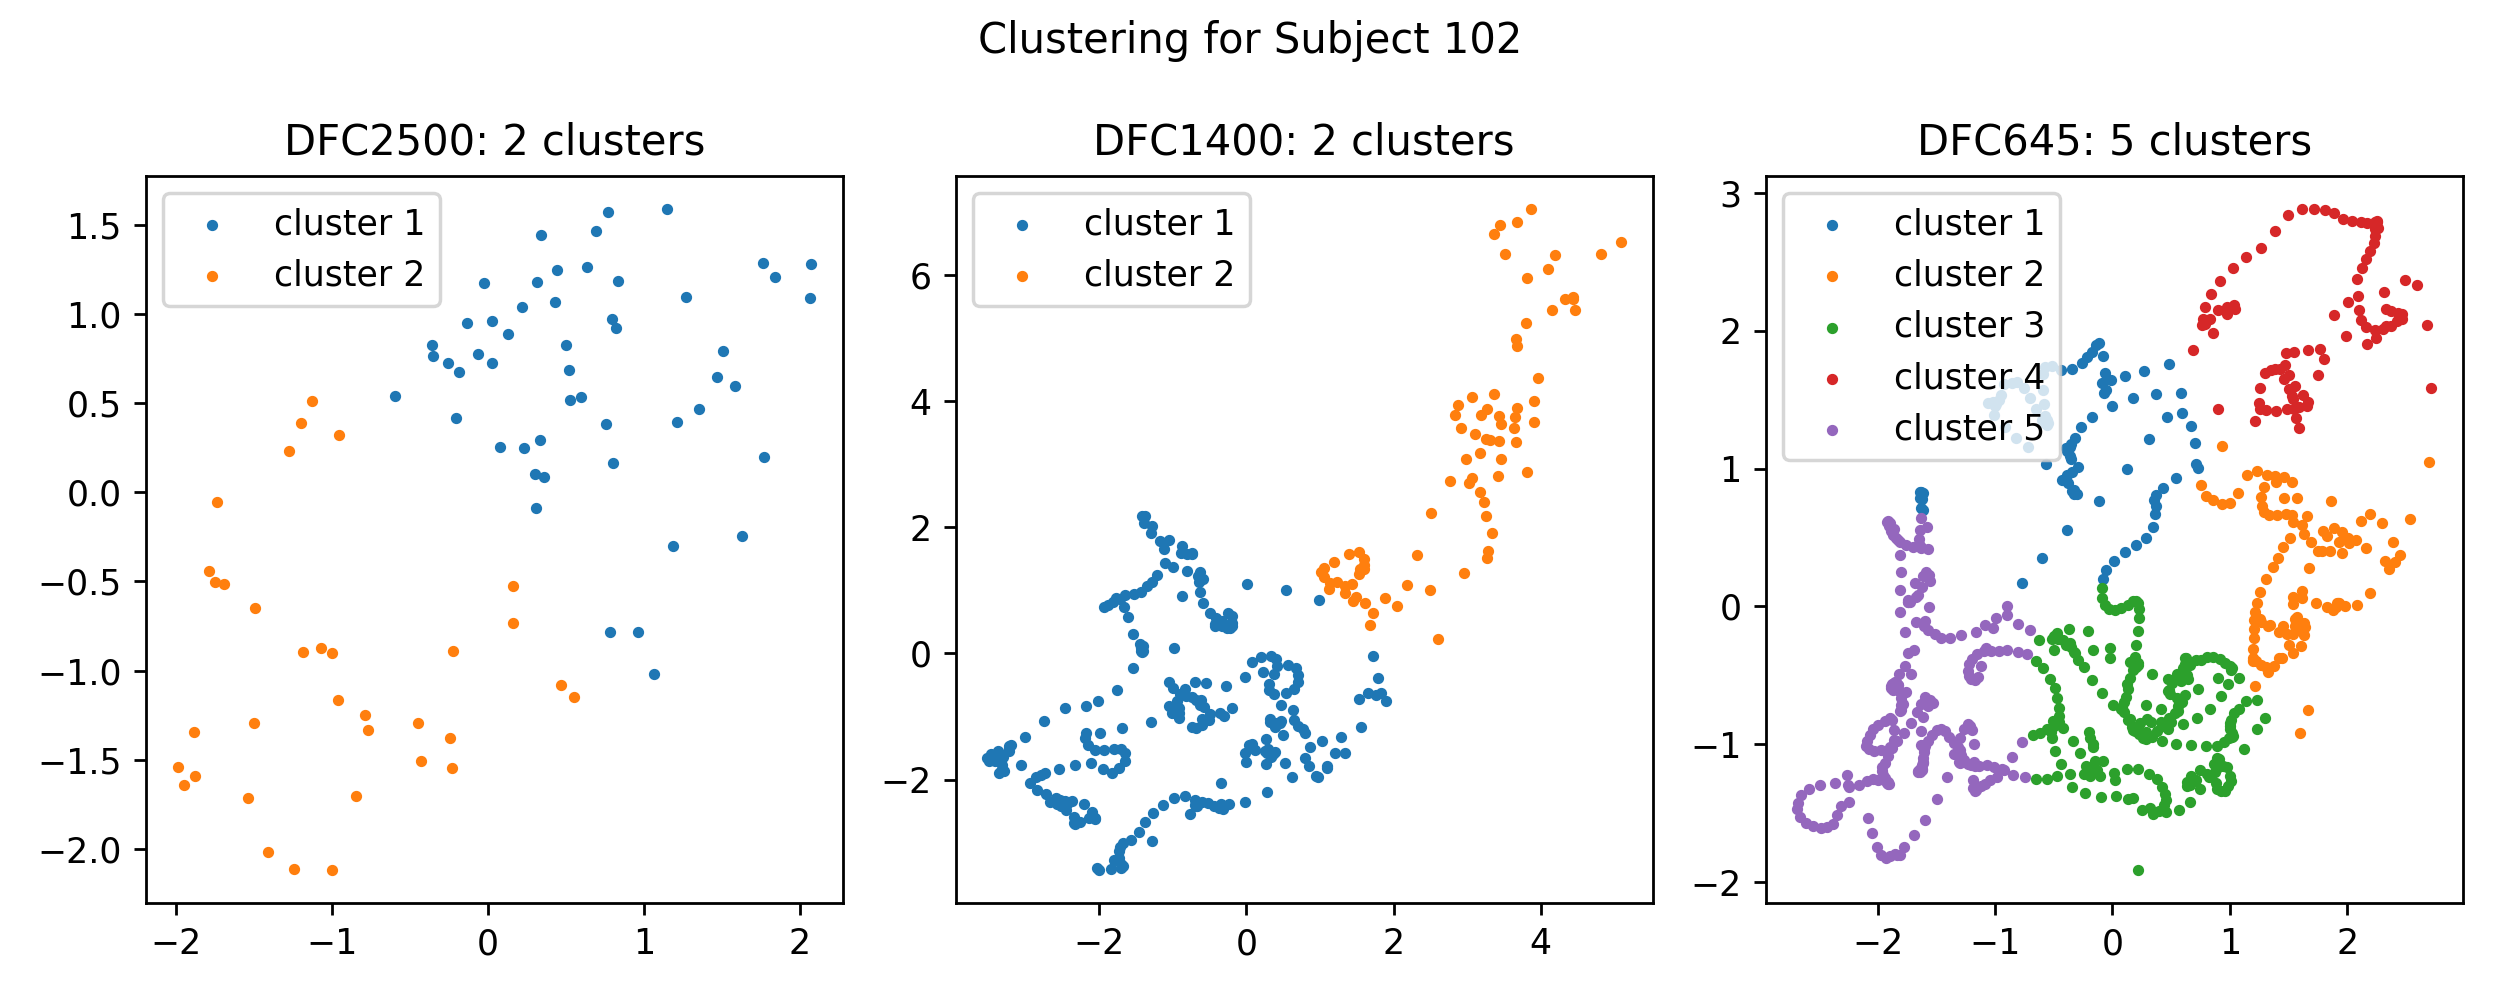 Clustering for Subject 102
DFC2500: 2 clusters
cluster 1
cluster 2
1.5
1.0
0.5
0.0
−0.5
−1.0
−1.5
−2.0
−2
−1
0
1
2
DFC1400: 2 clusters
cluster 1
cluster 2
6
4
2
0
−2
−2
0
2
4
DFC645: 5 clusters
cluster 1
cluster 2
cluster 3
cluster 4
cluster 5
3
2
1
0
−1
−2
−2
−1
0
1
2